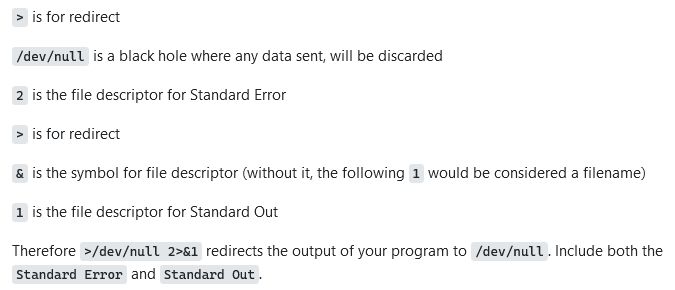 > is for redirect
/dev/null is a black hole where any data sent, will be discarded
2 is the file descriptor for Standard Error
> is for redirect
& is the symbol for file descriptor (without it, the following 1 would be considered a filename)
1 is the file descriptor for Standard Out
Therefore >/dev/null 2>&1 redirects the output of your program to /dev/null. Include both the
Standard Error and Standard Out.